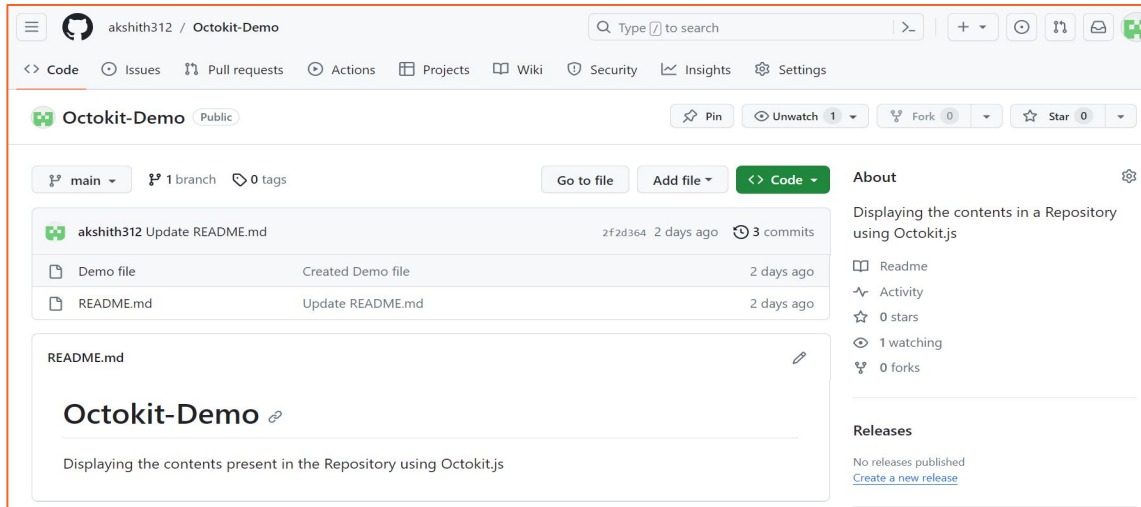 akshith312 / Octokit-Demo
Type / to search
Code Issues Pull requests Actions Projects Wiki Security Insights Settings
Octokit-Demo Public
Pin Unwatch 1 Fork 0 Star 0
main 1 branch 0 tags
Go to file Add file Code
akshith312 Update README.md 2f2d364 2 days ago 3 commits
Demo file Created Demo file 2 days ago
README.md Update README.md 2 days ago
README.md
Octokit-Demo
Displaying the contents present in the Repository using Octokit.js
About
Displaying the contents in a Repository
using Octokit.js
Readme
Activity
0 stars
1 watching
0 forks
Releases
No releases published
Create a new release